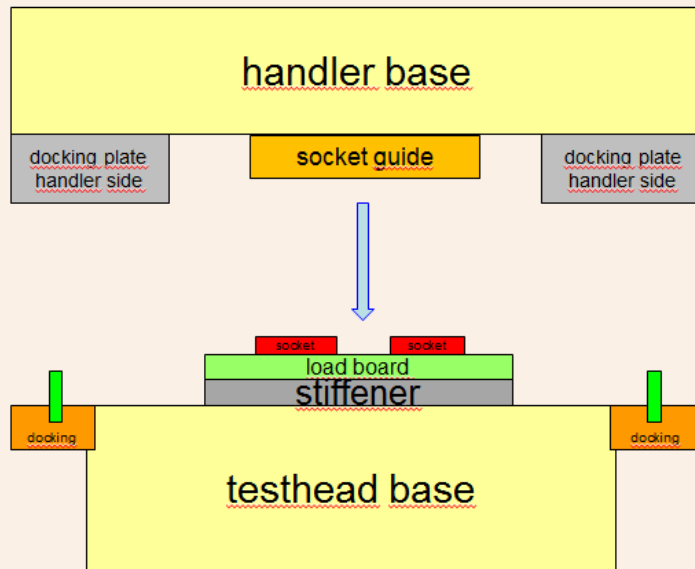 handler base
docking plate
handler side
socket guide
docking plate
handler side
socket
socket
load board
stiffener
docking
docking
testhead base